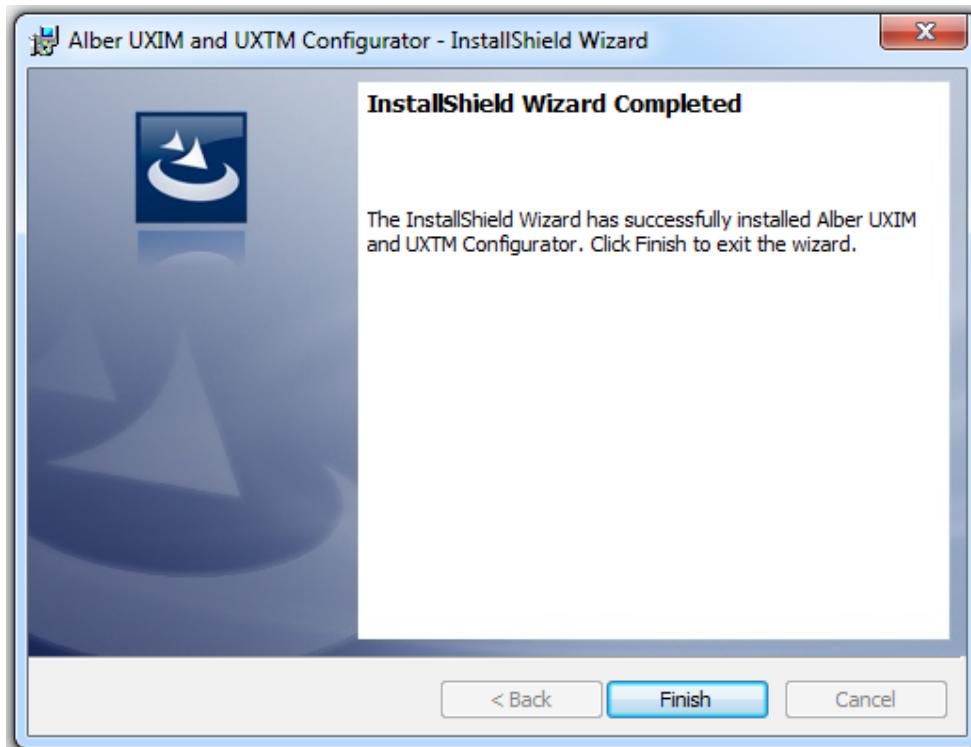 Alber UXIM and UXTM Configurator - InstallShield Wizard
InstallShield Wizard Completed
The InstallShield Wizard has successfully installed Alber UXIM
and UXTM Configurator. Click Finish to exit the wizard.
< Back
Finish
Cancel